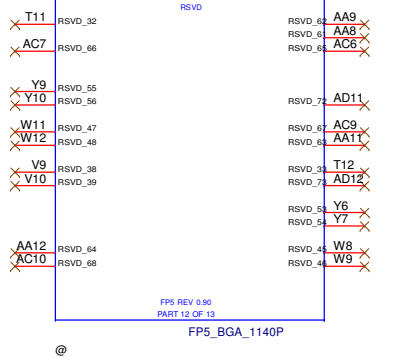 RSVD
T11 RSVD_32 RSVD_62 AA9
RSVD_61 AA8
AC7 RSVD_66 RSVD_65 AC6
Y9 RSVD_55
Y10 RSVD_56 RSVD_72 AD11
W11 RSVD_47 RSVD_67 AC9
W12 RSVD_48 RSVD_63 AA11
V9 RSVD_38 RSVD_33 T12
V10 RSVD_39 RSVD_73 AD12
RSVD_53 Y6
RSVD_54 Y7
AA12 RSVD_64 RSVD_45 W8
AC10 RSVD_68 RSVD_46 W9
FP5 REV 0.90
PART 12 OF 13
FP5_BGA_1140P
@